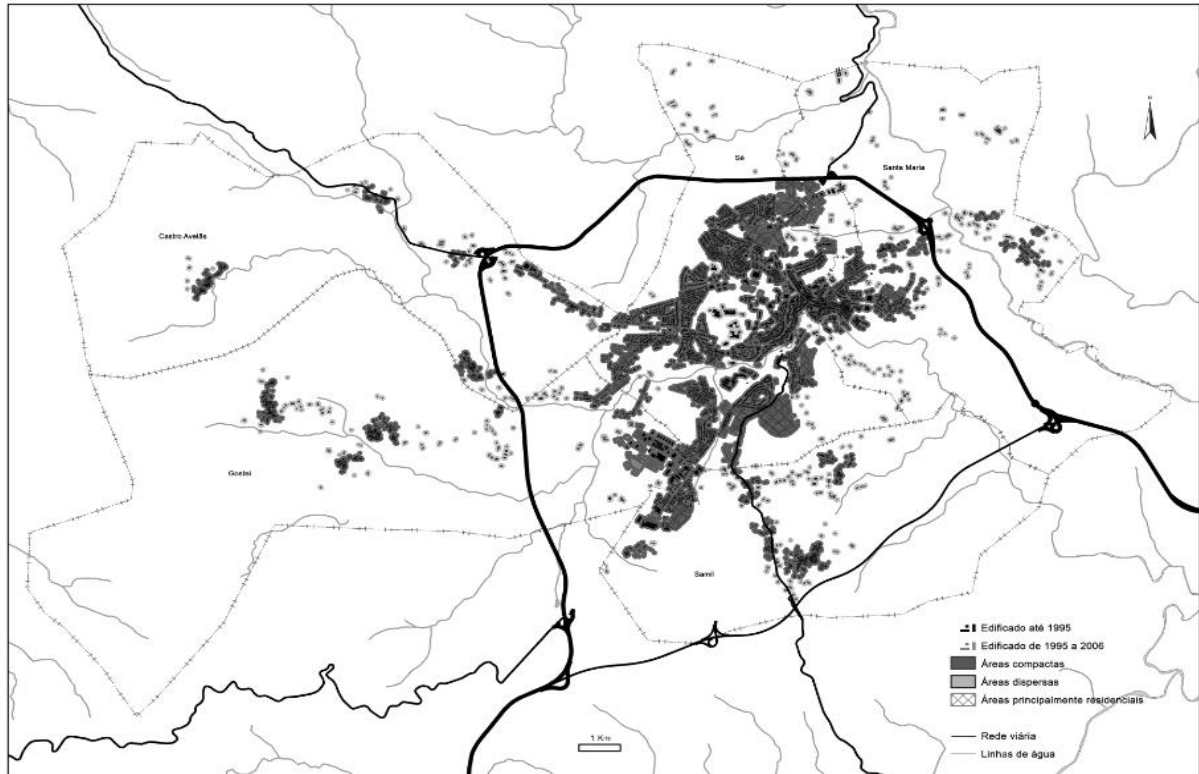 N
Sé
Santa Maria
Castro Avelãs
Gostei
Samil
Edificado até 1995
Edificado de 1995 a 2006
Áreas compactas
Áreas dispersas
Áreas principalmente residenciais
Rede viária
Linhas de água
1 Km